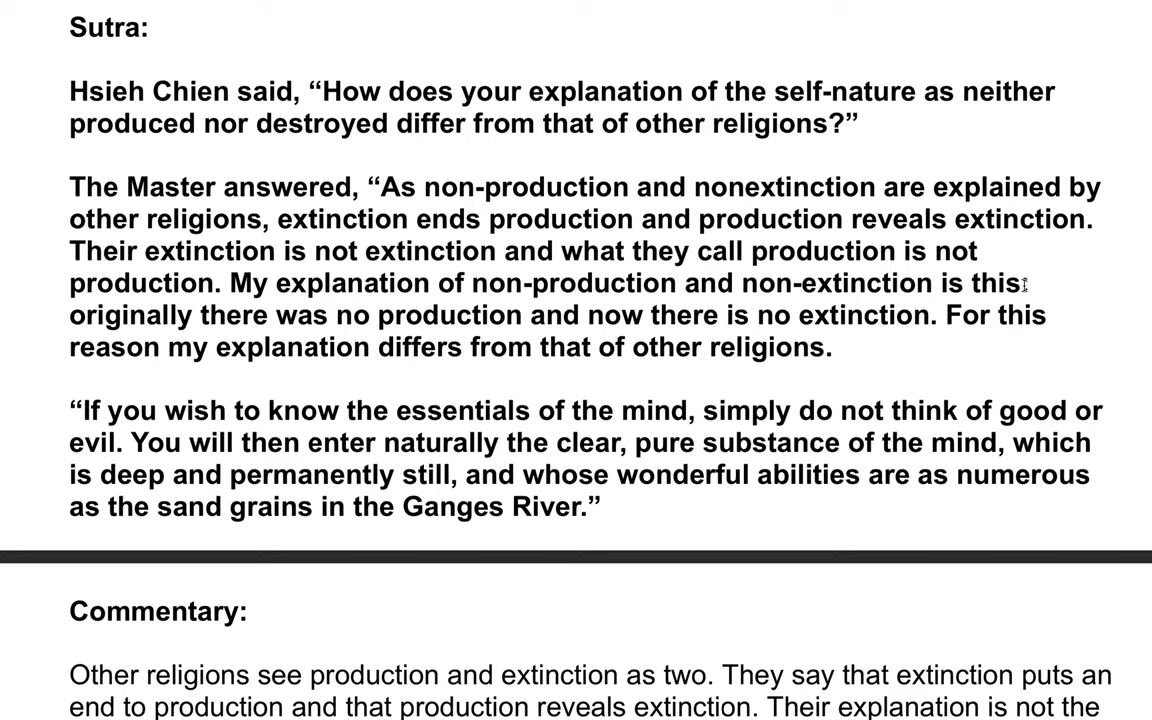 Sutra:
Hsieh Chien said, “How does your explanation of the self-nature as neither
produced nor destroyed differ from that of other religions?”
The Master answered, “As non-production and nonextinction are explained by
other religions, extinction ends production and production reveals extinction.
Their extinction is not extinction and what they call production is not
production. My explanation of non-production and non-extinction is this:
originally there was no production and now there is no extinction. For this
reason my explanation differs from that of other religions.
“If you wish to know the essentials of the mind, simply do not think of good or
evil. You will then enter naturally the clear, pure substance of the mind, which
is deep and permanently still, and whose wonderful abilities are as numerous
as the sand grains in the Ganges River.”
Commentary:
Other religions see production and extinction as two. They say that extinction puts an
end to production and that production reveals extinction. Their explanation is not the